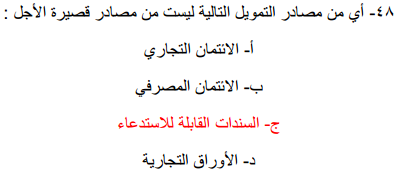 ٤٨- أي من مصادر التمويل التالية ليست من مصادر قصيرة الأجل :
أ- الائتمان التجاري
ب- الائتمان المصرفي
ج- السندات القابلة للاستدعاء
د- الأوراق التجارية